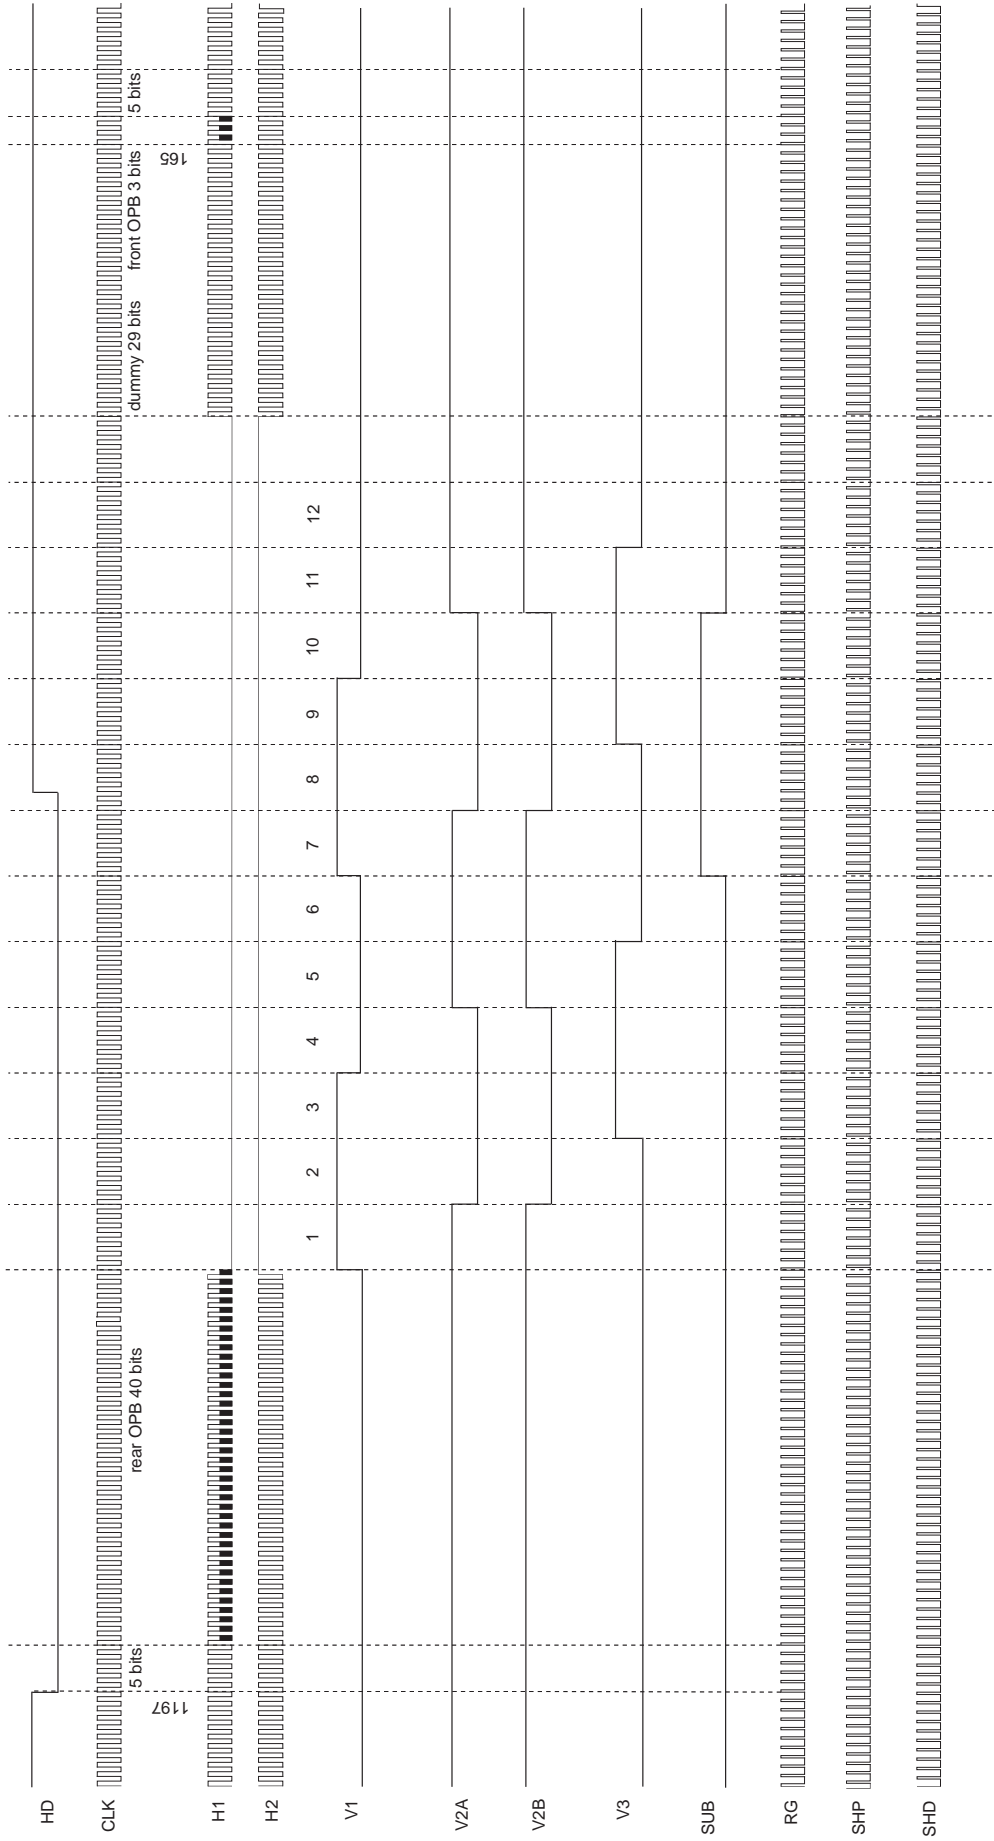 HD
CLK
H1
H2
V1
V2A
V2B
V3
SUB
RG
SHP
SHD
1197
5 bits
rear OPB 40 bits
1
2
3
4
5
6
7
8
9
10
11
12
dummy 29 bits
front OPB 3 bits
165
5 bits